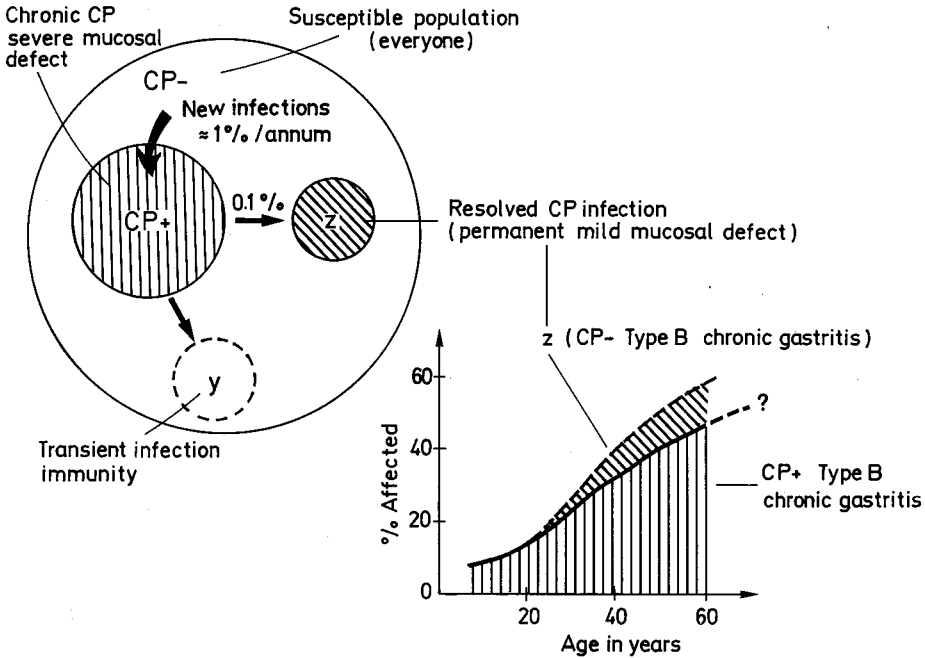 Chronic CP
severe mucosal
defect
Susceptible population
(everyone)
CP-
New infections
≈1%/annum
CP+
0.1%
z
Resolved CP infection
(permanent mild mucosal defect)
y
Transient infection
immunity
z (CP- Type B chronic gastritis)
60
40
20
0
% Affected
?
CP+ Type B
chronic gastritis
20 40 60
Age in years